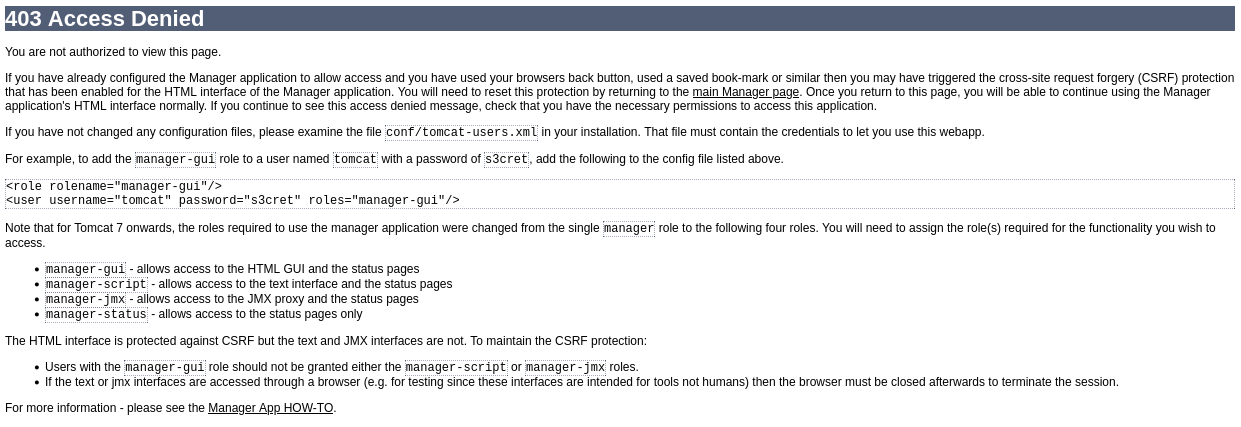 403 Access Denied
You are not authorized to view this page.
If you have already configured the Manager application to allow access and you have used your browsers back button, used a saved book-mark or similar then you may have triggered the cross-site request forgery (CSRF) protection
that has been enabled for the HTML interface of the Manager application. You will need to reset this protection by returning to the main Manager page. Once you return to this page, you will be able to continue using the Manager
application's HTML interface normally. If you continue to see this access denied message, check that you have the necessary permissions to access this application.
If you have not changed any configuration files, please examine the file conf/tomcat-users.xml in your installation. That file must contain the credentials to let you use this webapp.
For example, to add the manager-gui role to a user named tomcat with a password of s3cret, add the following to the config file listed above.
<role rolename="manager-gui"/>
<user username="tomcat" password="s3cret" roles="manager-gui"/>
Note that for Tomcat 7 onwards, the roles required to use the manager application were changed from the single manager role to the following four roles. You will need to assign the role(s) required for the functionality you wish to
access.
• manager-gui - allows access to the HTML GUI and the status pages
• manager-script - allows access to the text interface and the status pages
• manager-jmx - allows access to the JMX proxy and the status pages
• manager-status - allows access to the status pages only
The HTML interface is protected against CSRF but the text and JMX interfaces are not. To maintain the CSRF protection:
• Users with the manager-gui role should not be granted either the manager-script or manager-jmx roles.
• If the text or jmx interfaces are accessed through a browser (e.g. for testing since these interfaces are intended for tools not humans) then the browser must be closed afterwards to terminate the session.
For more information - please see the Manager App HOW-TO.